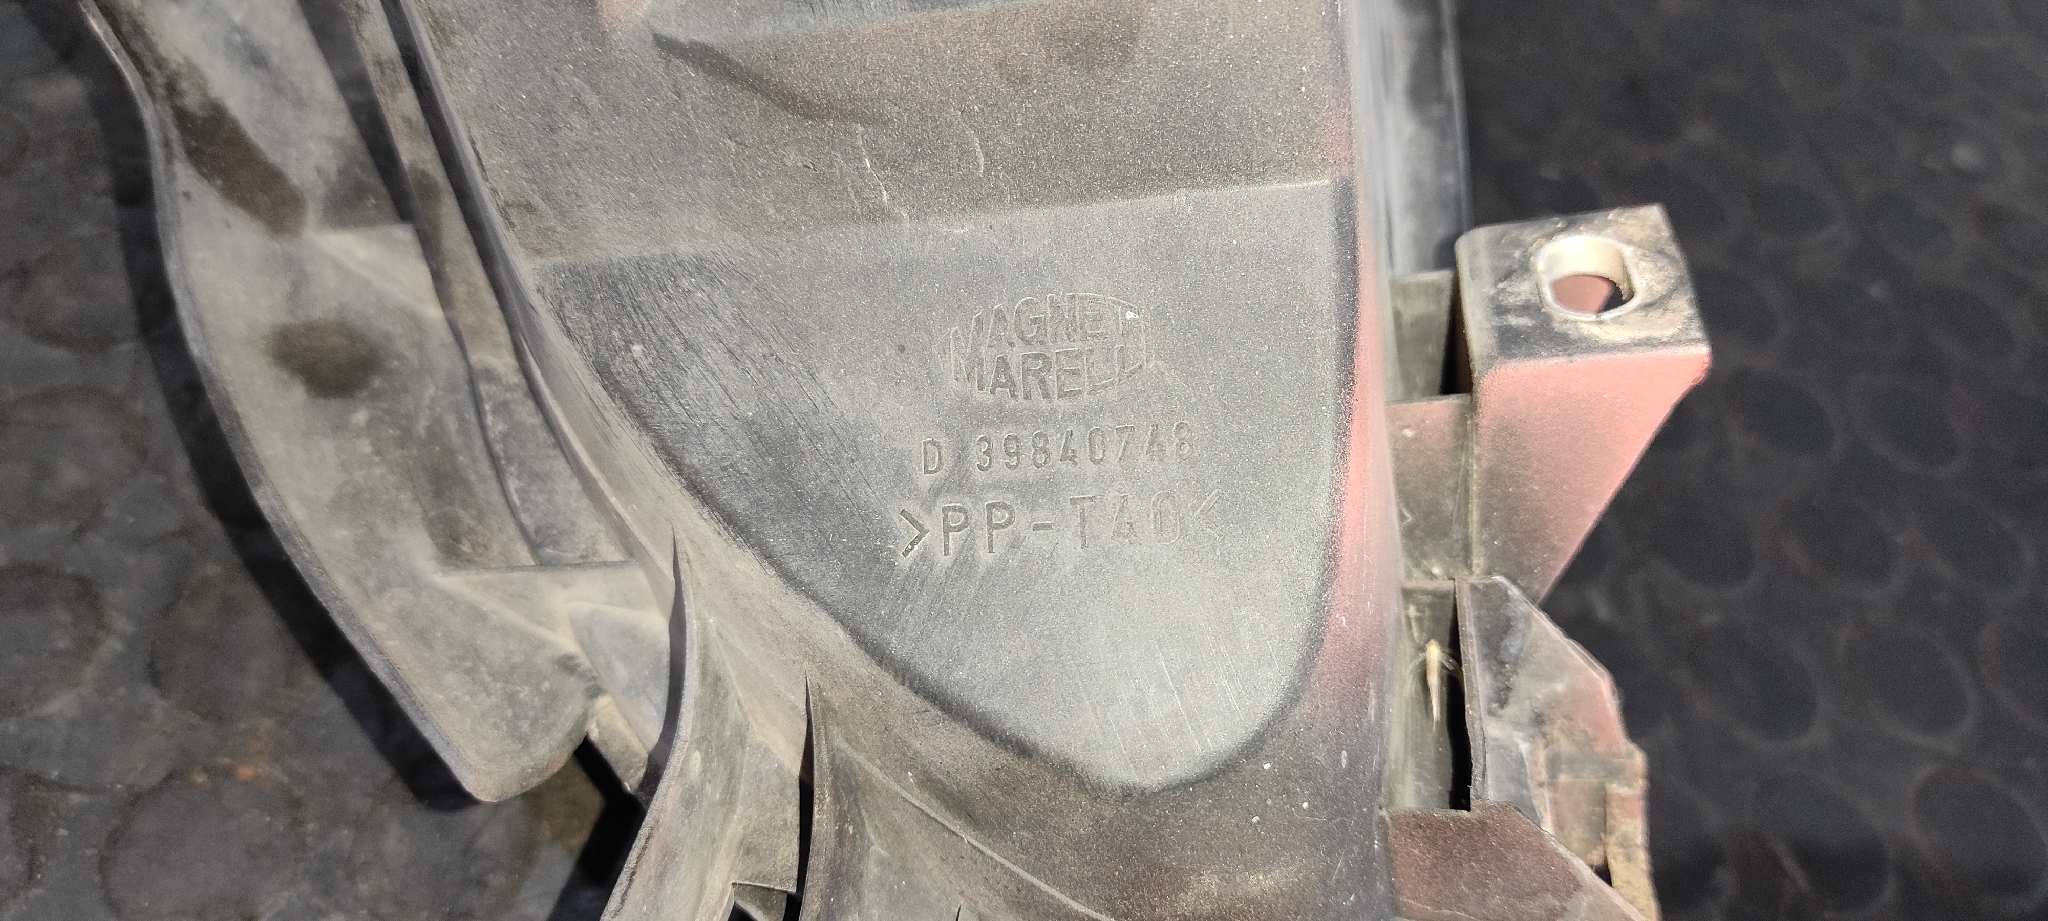 MAGNETI
MARELLI
D 39840748
>PP-T40<